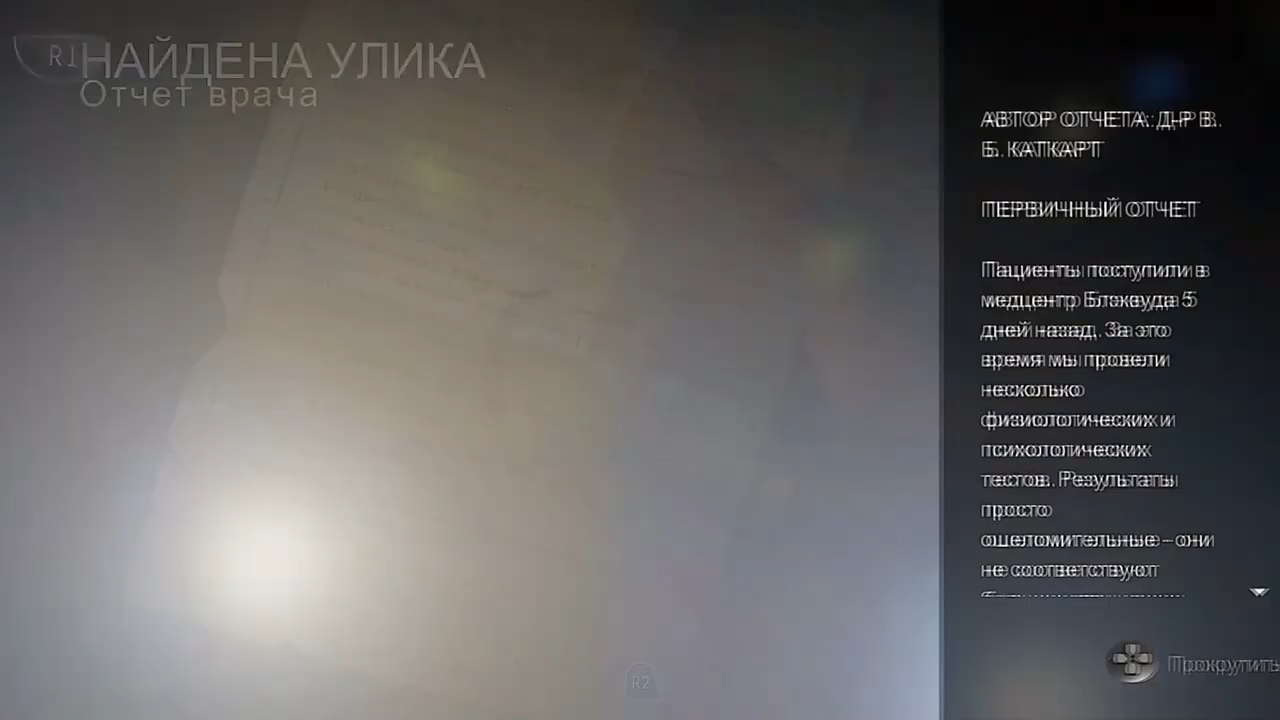 R1
НАЙДЕНА УЛИКА
Отчет врача
АВТОР ОТЧЕТА: Д-Р В.
Б. КАТКАРТ
ПЕРВИЧНЫЙ ОТЧЕТ
Пациенты поступили в
медцентр Блэквуда 5
дней назад. За это
время мы провели
несколько
физиологических и
психологических
тестов. Результаты
просто
ошеломительные – они
не соответствуют
R2
Прокрутить